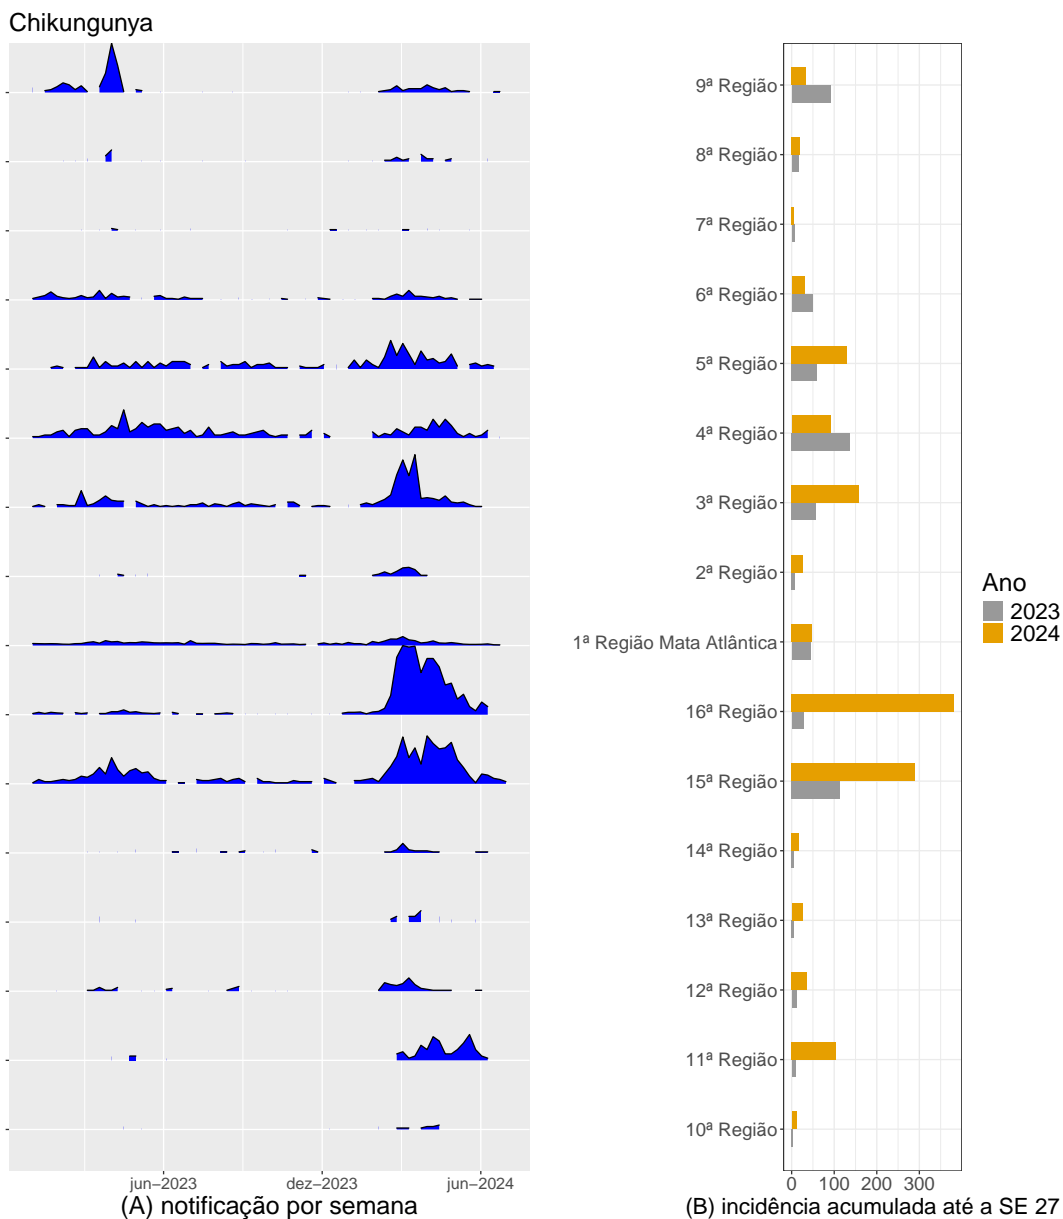 Chikungunya
9ª Região
8ª Região
7ª Região
6ª Região
5ª Região
4ª Região
3ª Região
2ª Região
1ª Região Mata Atlântica
16ª Região
15ª Região
14ª Região
13ª Região
12ª Região
11ª Região
10ª Região
Ano
2023
2024
jun−2023 dez−2023 jun−2024
0 100 200 300
(A) notificação por semana
(B) incidência acumulada até a SE 27